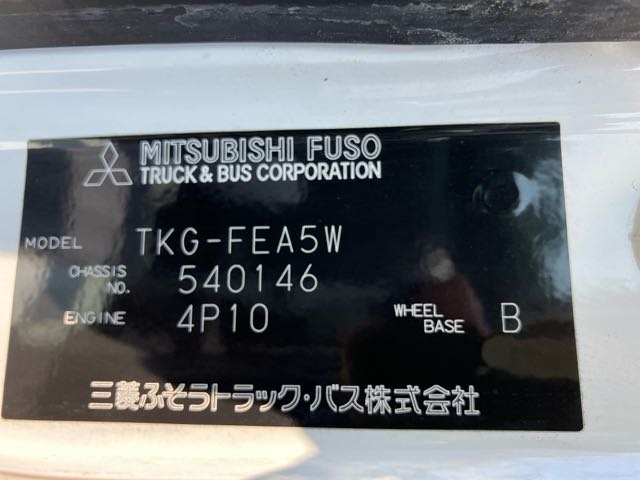 MITSUBISHI FUSO
TRUCK & BUS CORPORATION
MODEL TKG-FEA5W
CHASSIS NO. 540146
ENGINE 4P10 WHEEL BASE B
三菱ふそうトラック・バス株式会社